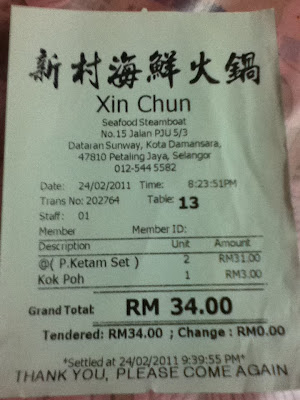 新村海鮮火鍋
Xin Chun
Seafood Steamboat
No.15 Jalan PJU 5/3
Dataran Sunway, Kota Damansara,
47810 Petaling Jaya, Selangor
012-544 5582
Date: 24/02/2011 Time: 8:23:51PM
Trans No: 202764 Table: 13
Staff: 01
Member Member ID:
Description Unit Amount
@( P.Ketam Set ) 2 RM31.00
Kok Poh 1 RM3.00
Grand Total: RM 34.00
Tendered: RM34.00 ; Change : RM0.00
*Settled at 24/02/2011 9:39:55 PM*
THANK YOU, PLEASE COME AGAIN